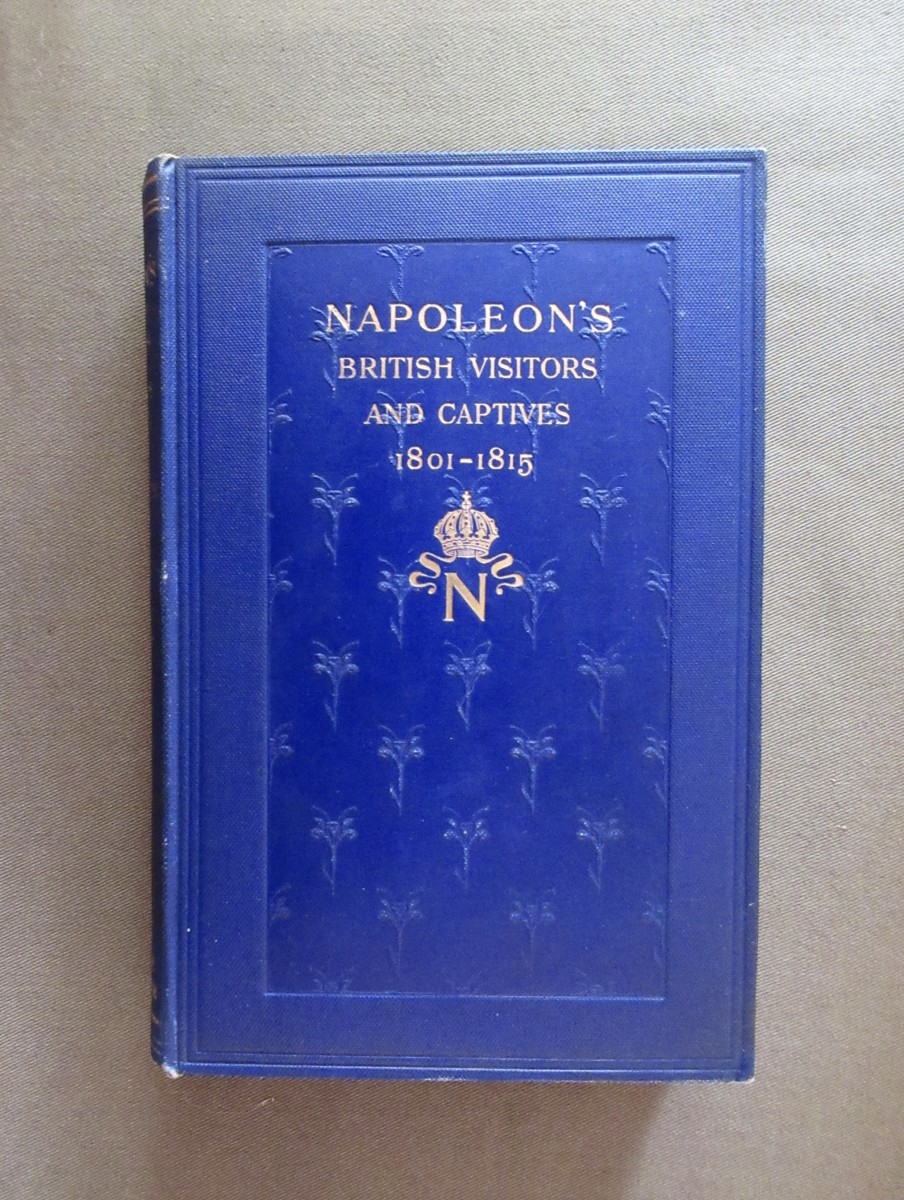 NAPOLEON'S
BRITISH VISITORS
AND CAPTIVES
1801-1815
N